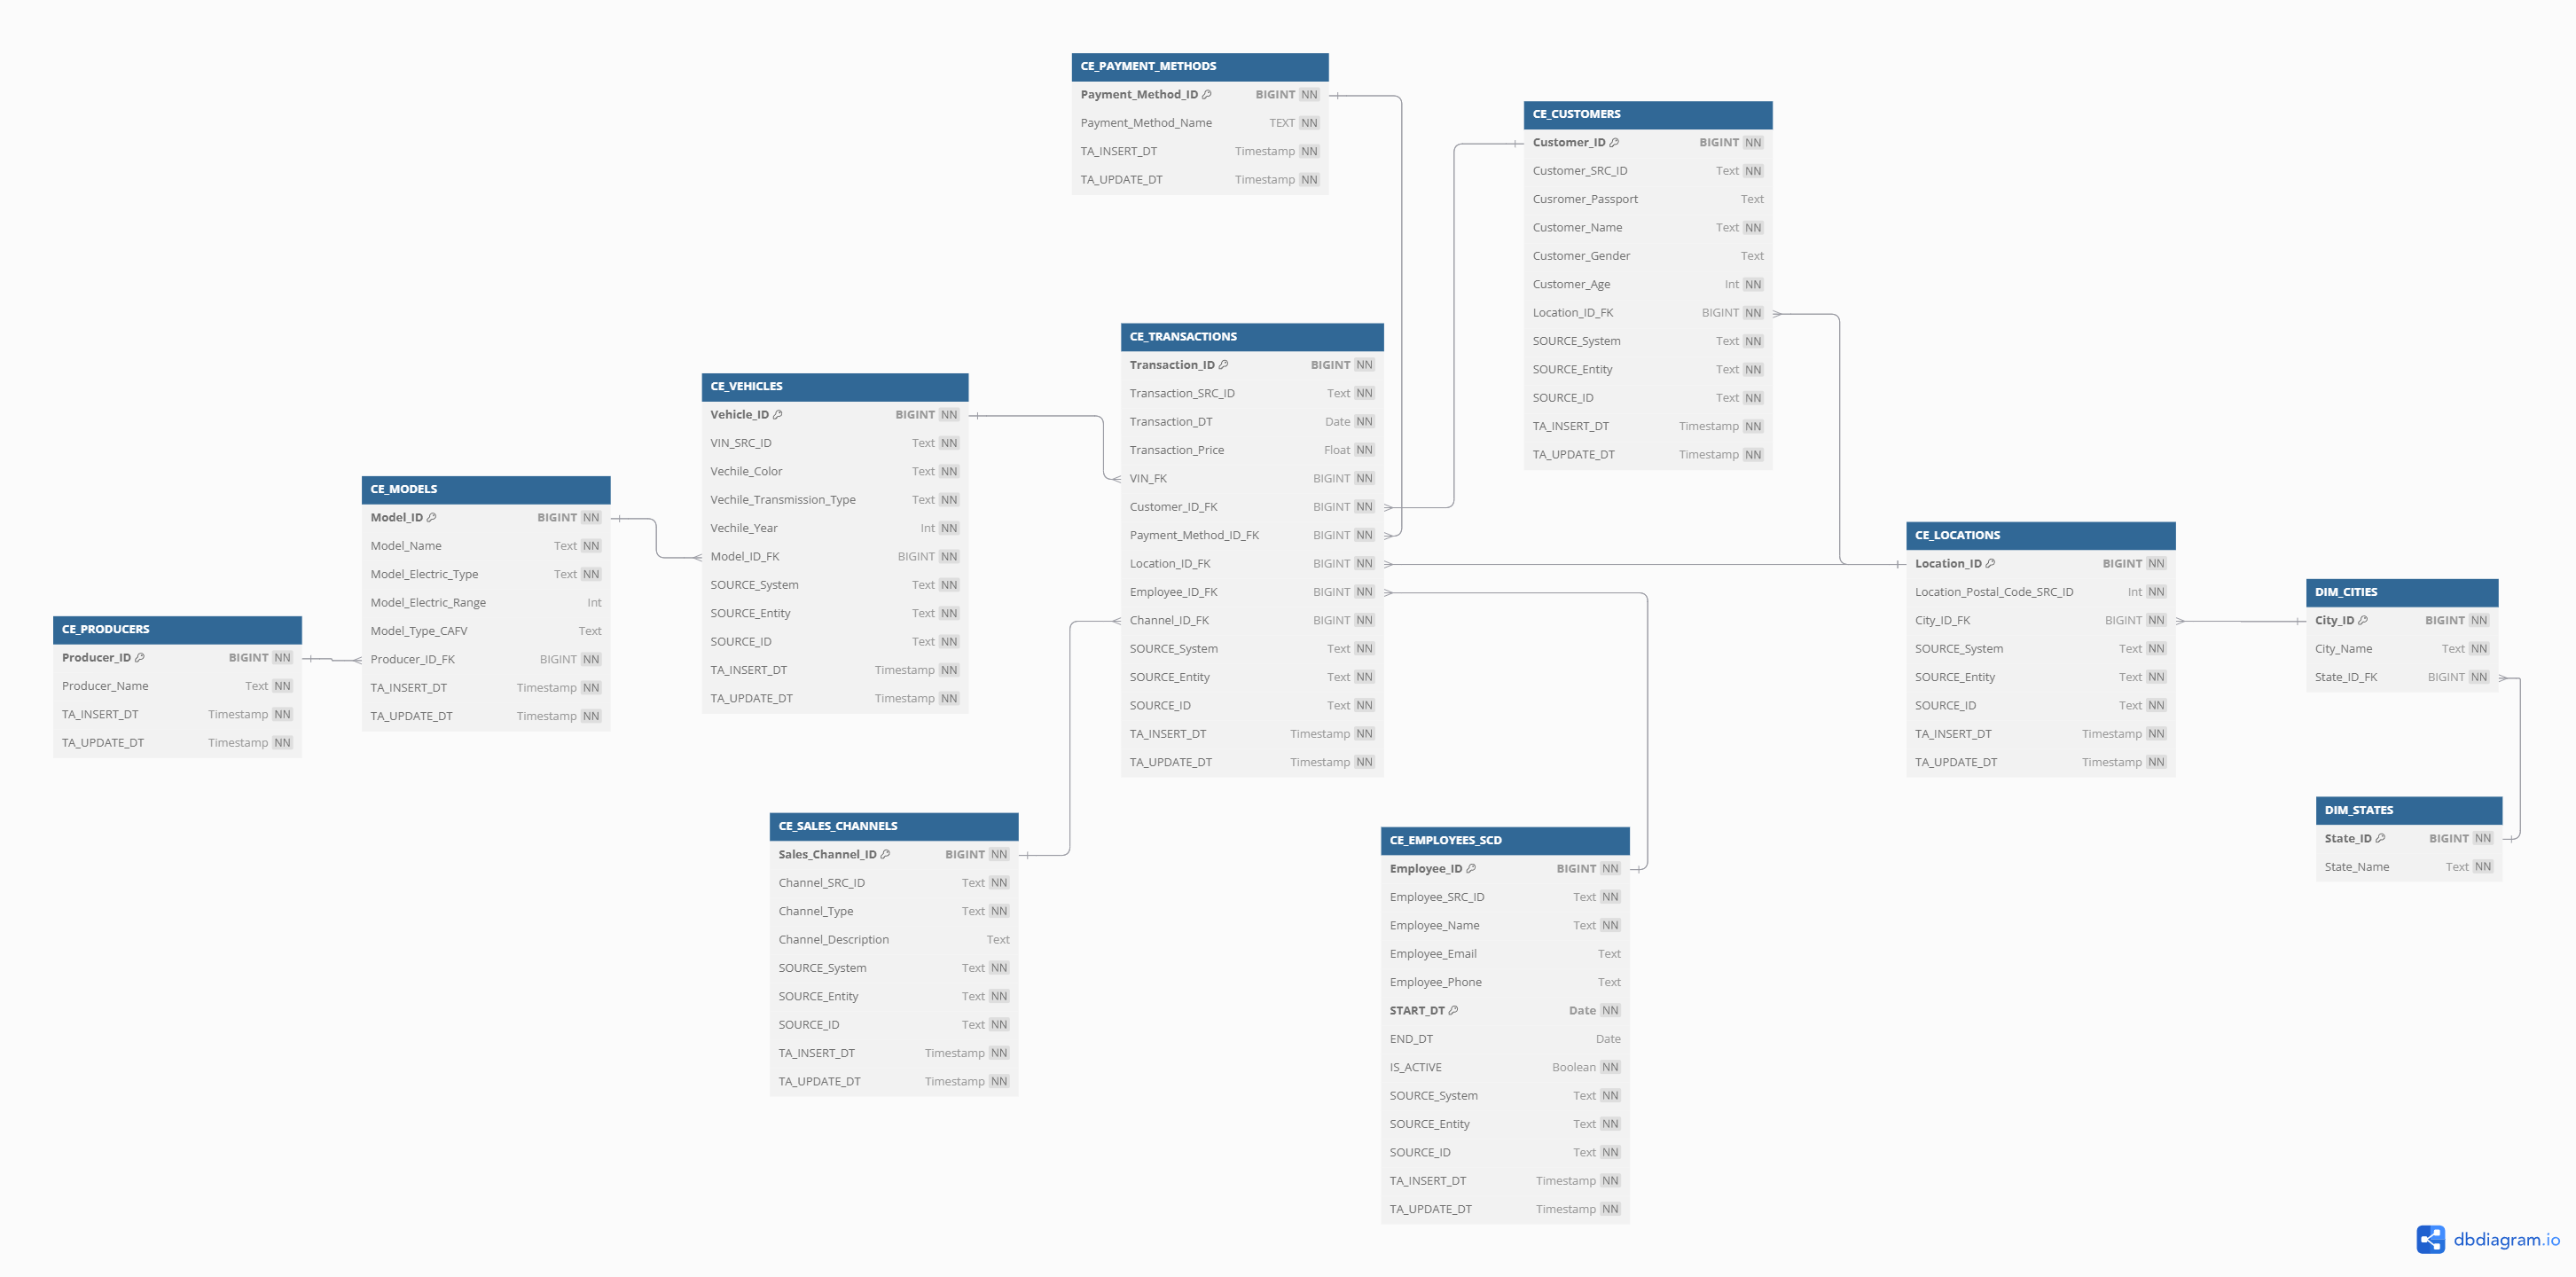 CE_PAYMENT_METHODS
Payment_Method_ID BIGINT NN
Payment_Method_Name TEXT NN
TA_INSERT_DT Timestamp NN
TA_UPDATE_DT Timestamp NN
CE_CUSTOMERS
Customer_ID BIGINT NN
Customer_SRC_ID Text NN
Cusromer_Passport Text
Customer_Name Text NN
Customer_Gender Text
Customer_Age Int NN
Location_ID_FK BIGINT NN
SOURCE_System Text NN
SOURCE_Entity Text NN
SOURCE_ID Text NN
TA_INSERT_DT Timestamp NN
TA_UPDATE_DT Timestamp NN
CE_TRANSACTIONS
Transaction_ID BIGINT NN
Transaction_SRC_ID Text NN
Transaction_DT Date NN
Transaction_Price Float NN
VIN_FK BIGINT NN
Customer_ID_FK BIGINT NN
Payment_Method_ID_FK BIGINT NN
Location_ID_FK BIGINT NN
Employee_ID_FK BIGINT NN
Channel_ID_FK BIGINT NN
SOURCE_System Text NN
SOURCE_Entity Text NN
SOURCE_ID Text NN
TA_INSERT_DT Timestamp NN
TA_UPDATE_DT Timestamp NN
CE_VEHICLES
Vehicle_ID BIGINT NN
VIN_SRC_ID Text NN
Vechile_Color Text NN
Vechile_Transmission_Type Text NN
Vechile_Year Int NN
Model_ID_FK BIGINT NN
SOURCE_System Text NN
SOURCE_Entity Text NN
SOURCE_ID Text NN
TA_INSERT_DT Timestamp NN
TA_UPDATE_DT Timestamp NN
CE_MODELS
Model_ID BIGINT NN
Model_Name Text NN
Model_Electric_Type Text NN
Model_Electric_Range Int
Model_Type_CAFV Text
Producer_ID_FK BIGINT NN
TA_INSERT_DT Timestamp NN
TA_UPDATE_DT Timestamp NN
CE_PRODUCERS
Producer_ID BIGINT NN
Producer_Name Text NN
TA_INSERT_DT Timestamp NN
TA_UPDATE_DT Timestamp NN
CE_LOCATIONS
Location_ID BIGINT NN
Location_Postal_Code_SRC_ID Int NN
City_ID_FK BIGINT NN
SOURCE_System Text NN
SOURCE_Entity Text NN
SOURCE_ID Text NN
TA_INSERT_DT Timestamp NN
TA_UPDATE_DT Timestamp NN
DIM_CITIES
City_ID BIGINT NN
City_Name Text NN
State_ID_FK BIGINT NN
DIM_STATES
State_ID BIGINT NN
State_Name Text NN
CE_SALES_CHANNELS
Sales_Channel_ID BIGINT NN
Channel_SRC_ID Text NN
Channel_Type Text NN
Channel_Description Text
SOURCE_System Text NN
SOURCE_Entity Text NN
SOURCE_ID Text NN
TA_INSERT_DT Timestamp NN
TA_UPDATE_DT Timestamp NN
CE_EMPLOYEES_SCD
Employee_ID BIGINT NN
Employee_SRC_ID Text NN
Employee_Name Text NN
Employee_Email Text
Employee_Phone Text
START_DT Date NN
END_DT Date
IS_ACTIVE Boolean NN
SOURCE_System Text NN
SOURCE_Entity Text NN
SOURCE_ID Text NN
TA_INSERT_DT Timestamp NN
TA_UPDATE_DT Timestamp NN
dbdiagram.io